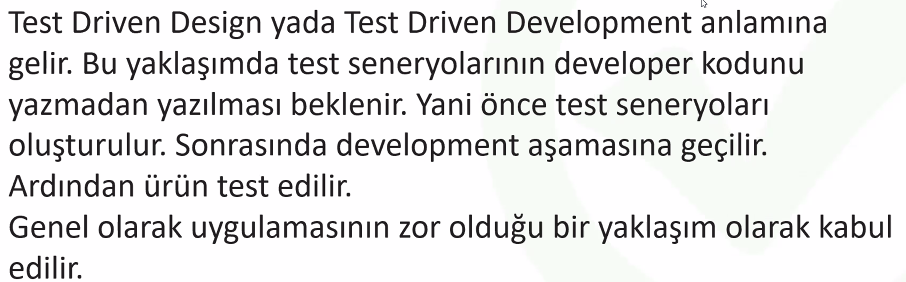 Test Driven Design yada Test Driven Development anlamına
gelir. Bu yaklaşımda test seneryolarının developer kodunu
yazmadan yazılması beklenir. Yani önce test seneryoları
oluşturulur. Sonrasında development aşamasına geçilir.
Ardından ürün test edilir.
Genel olarak uygulamasının zor olduğu bir yaklaşım olarak kabul
edilir.